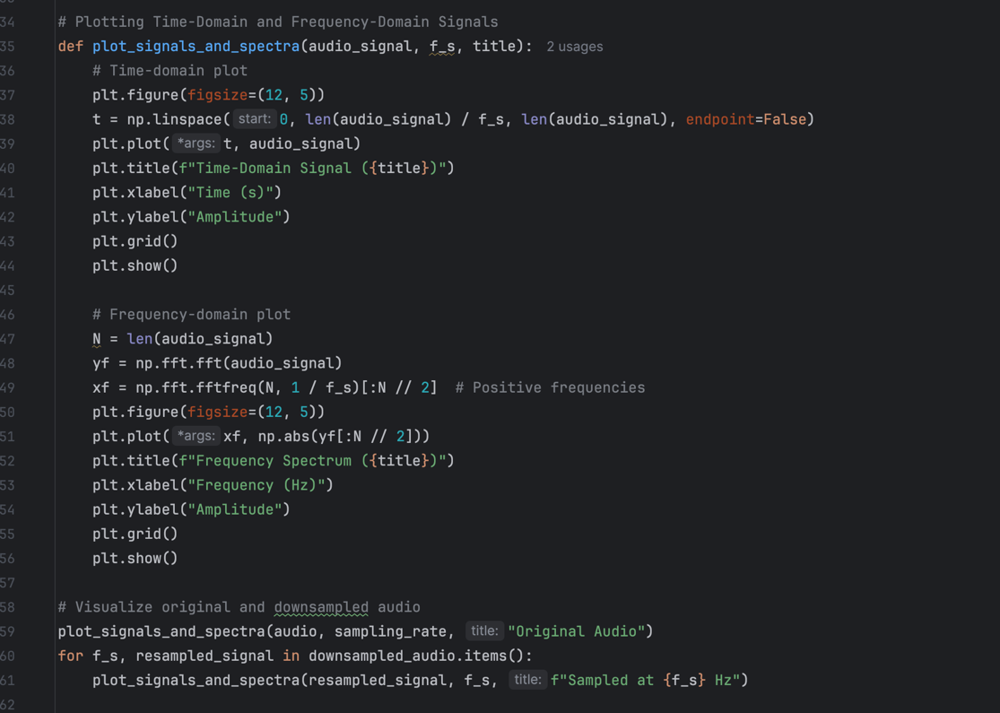 34 # Plotting Time-Domain and Frequency-Domain Signals
35 def plot_signals_and_spectra(audio_signal, f_s, title): 2 usages
36     # Time-domain plot
37     plt.figure(figsize=(12, 5))
38     t = np.linspace( start: 0, len(audio_signal) / f_s, len(audio_signal), endpoint=False)
39     plt.plot( *args: t, audio_signal)
40     plt.title(f"Time-Domain Signal ({title})")
41     plt.xlabel("Time (s)")
42     plt.ylabel("Amplitude")
43     plt.grid()
44     plt.show()
45
46     # Frequency-domain plot
47     N = len(audio_signal)
48     yf = np.fft.fft(audio_signal)
49     xf = np.fft.fftfreq(N, 1 / f_s)[:N // 2]  # Positive frequencies
50     plt.figure(figsize=(12, 5))
51     plt.plot( *args: xf, np.abs(yf[:N // 2]))
52     plt.title(f"Frequency Spectrum ({title})")
53     plt.xlabel("Frequency (Hz)")
54     plt.ylabel("Amplitude")
55     plt.grid()
56     plt.show()
57
58 # Visualize original and downsampled audio
59 plot_signals_and_spectra(audio, sampling_rate, title: "Original Audio")
60 for f_s, resampled_signal in downsampled_audio.items():
61     plot_signals_and_spectra(resampled_signal, f_s, title: f"Sampled at {f_s} Hz")
62